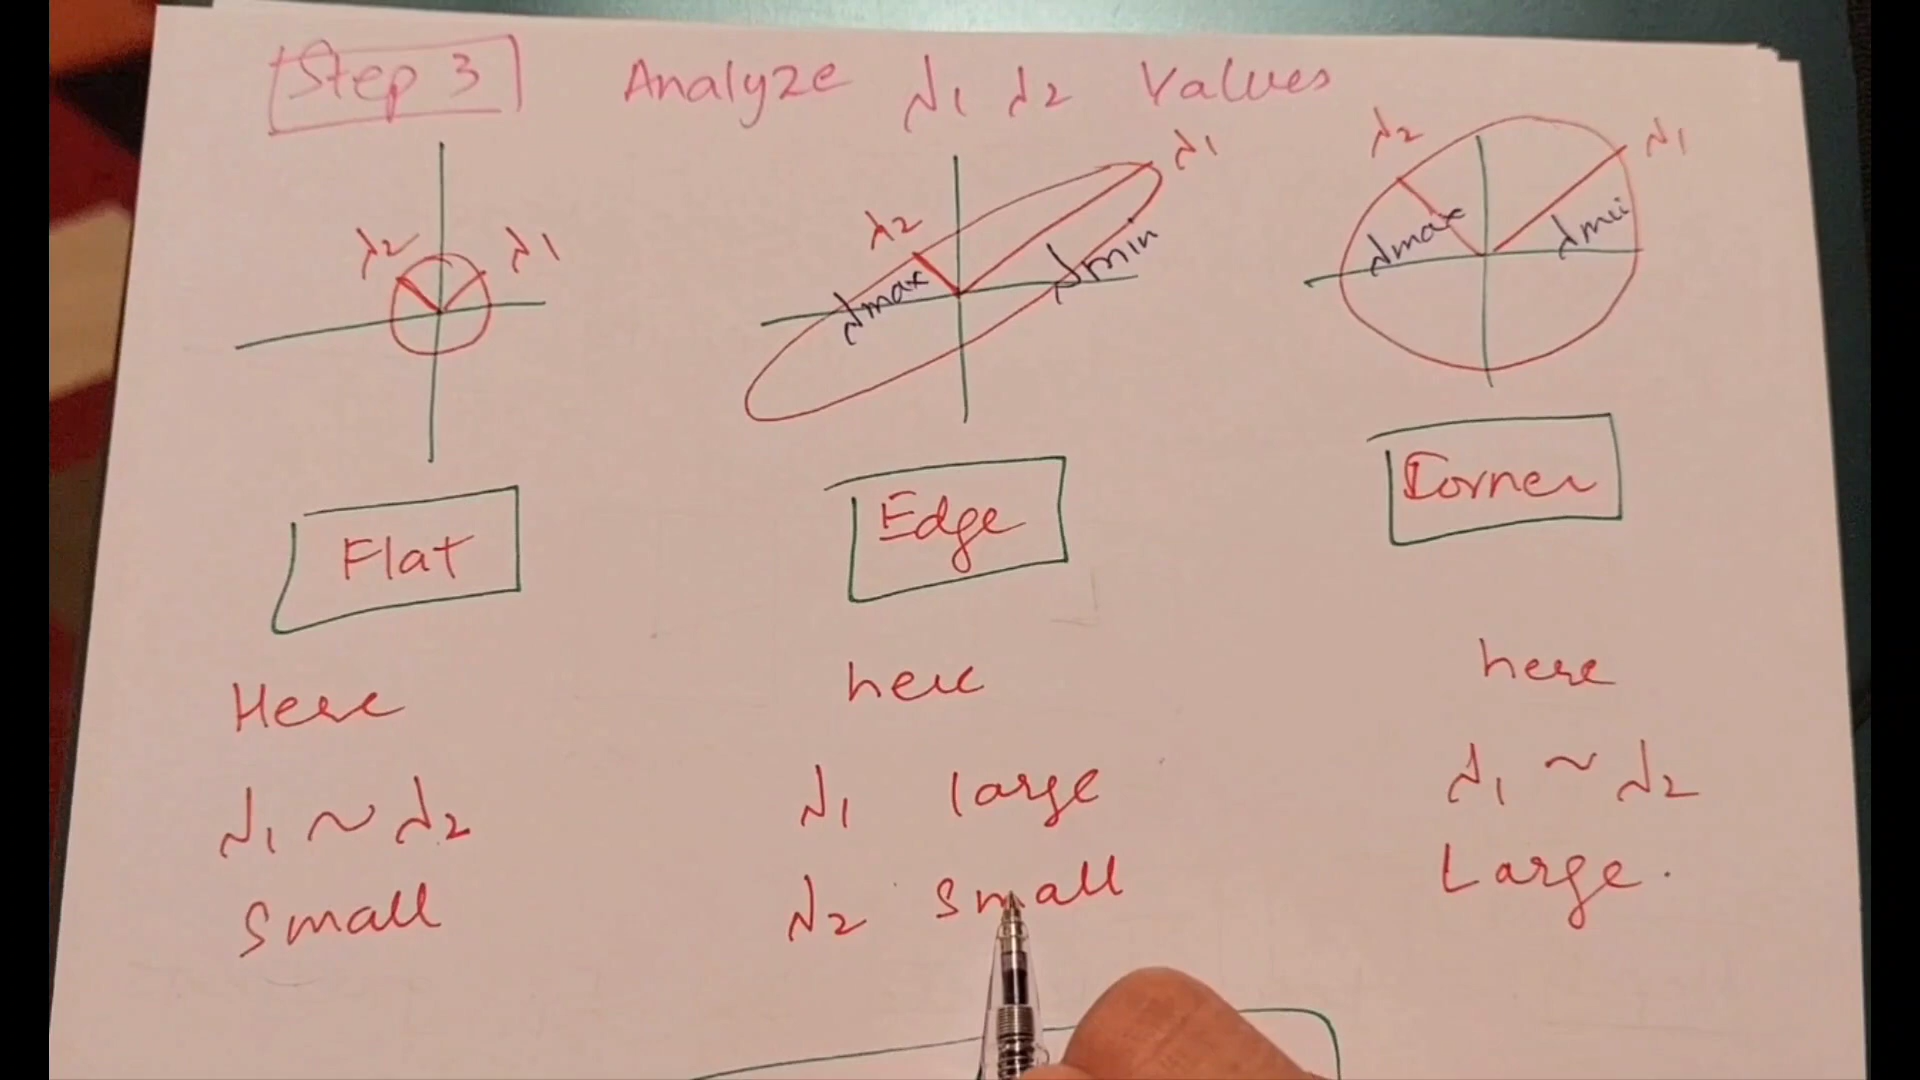 Step 3 Analyze λ1 λ2 Values
λ2 λ1
λ2 λ1
λmax λmin
λ2 λ1
λmax λmin
Flat
Edge
Corner
Here
λ1 ~ λ2
Small
here
λ1 large
λ2 small
here
λ1 ~ λ2
Large.